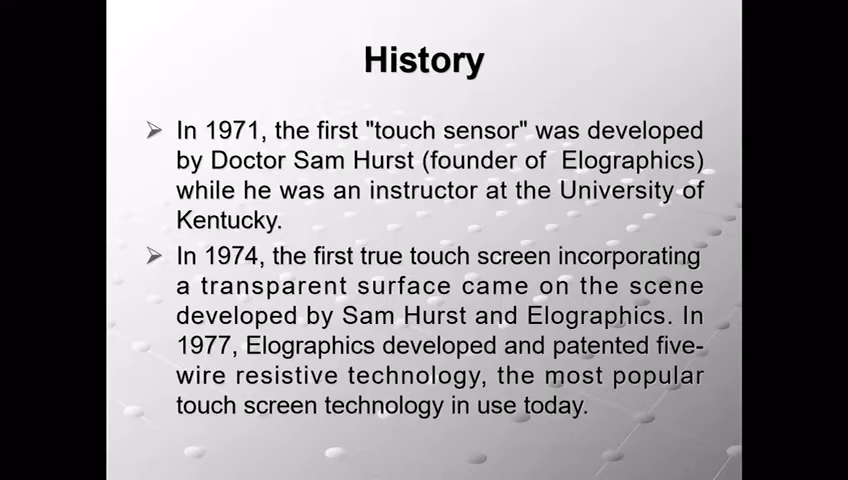 History
In 1971, the first "touch sensor" was developed
by Doctor Sam Hurst (founder of Elographics)
while he was an instructor at the University of
Kentucky.
In 1974, the first true touch screen incorporating
a transparent surface came on the scene
developed by Sam Hurst and Elographics. In
1977, Elographics developed and patented five-
wire resistive technology, the most popular
touch screen technology in use today.